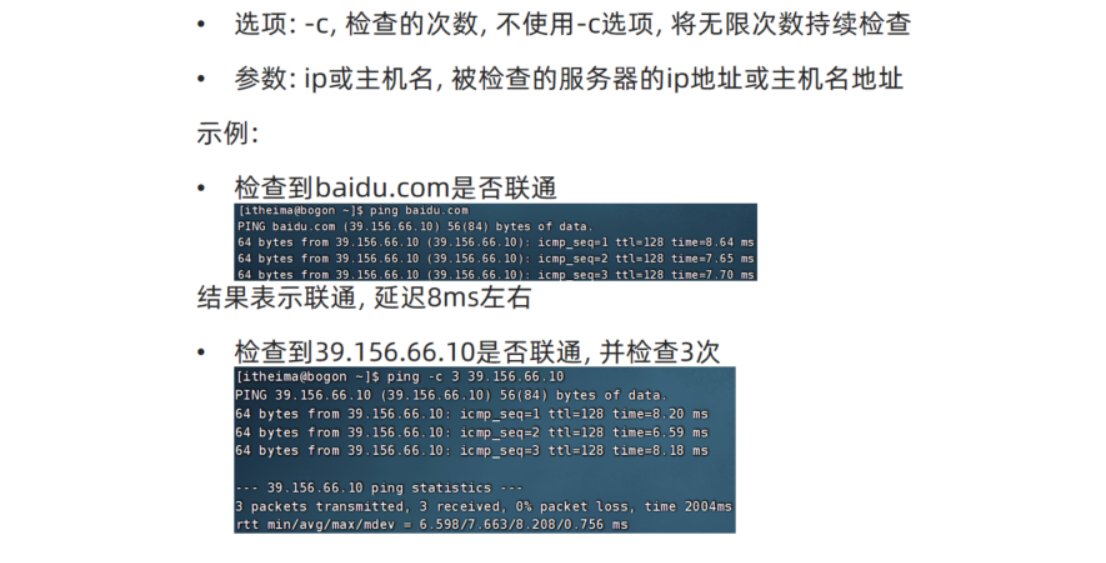 • 选项: -c, 检查的次数, 不使用-c选项, 将无限次数持续检查
• 参数: ip或主机名, 被检查的服务器的ip地址或主机名地址
示例:
• 检查到baidu.com是否联通
[itheima@bogon ~]$ ping baidu.com
PING baidu.com (39.156.66.10) 56(84) bytes of data.
64 bytes from 39.156.66.10 (39.156.66.10): icmp_seq=1 ttl=128 time=8.64 ms
64 bytes from 39.156.66.10 (39.156.66.10): icmp_seq=2 ttl=128 time=7.65 ms
64 bytes from 39.156.66.10 (39.156.66.10): icmp_seq=3 ttl=128 time=7.70 ms
结果表示联通, 延迟8ms左右
• 检查到39.156.66.10是否联通, 并检查3次
[itheima@bogon ~]$ ping -c 3 39.156.66.10
PING 39.156.66.10 (39.156.66.10) 56(84) bytes of data.
64 bytes from 39.156.66.10: icmp_seq=1 ttl=128 time=8.20 ms
64 bytes from 39.156.66.10: icmp_seq=2 ttl=128 time=6.59 ms
64 bytes from 39.156.66.10: icmp_seq=3 ttl=128 time=8.18 ms
--- 39.156.66.10 ping statistics ---
3 packets transmitted, 3 received, 0% packet loss, time 2004ms
rtt min/avg/max/mdev = 6.598/7.663/8.208/0.756 ms